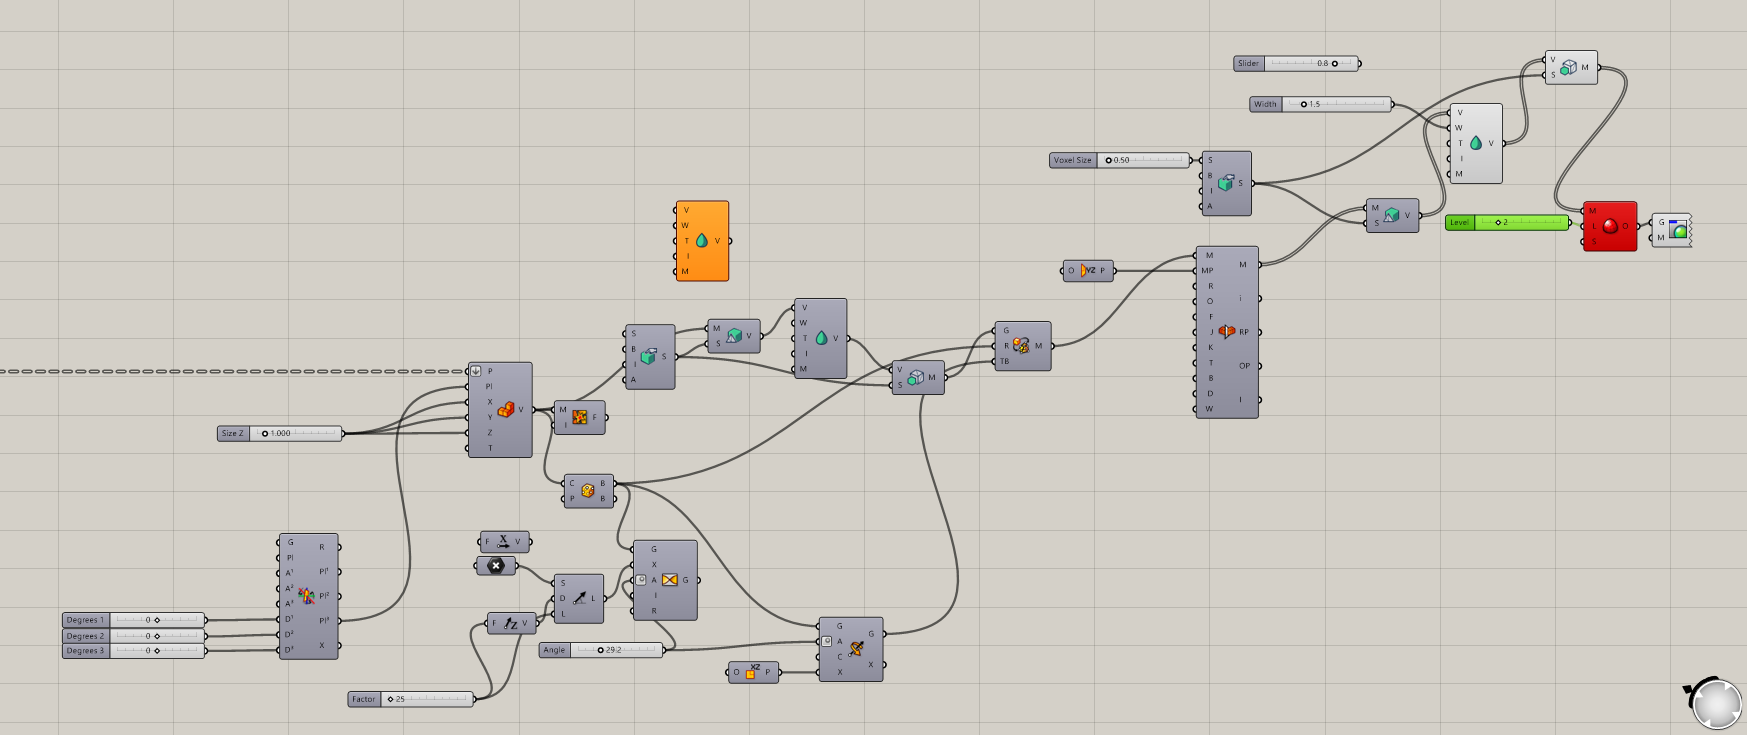 Slider 0.8
V M
S
Width 1.5
V
W
T V
I
M
Voxel Size 0.50
S
B
I S
A
M V
S
Level 2
M
L O
S
G
M
V
W
T V
I
M
O YZ P
M M
MP
R
O i
F
J RP
K
T OP
B
D I
W
S
B
I S
A
M V
S
V
W
T V
I
M
G
R M
TB
V M
S
P
Pl
X
Y V
Z
T
M F
I
Size Z 1.000
C B
P B
G R
Pl
A¹ Pl¹
A²
A³ Pl²
D¹ Pl³
D²
D³ X
Degrees 1 0
Degrees 2 0
Degrees 3 0
F X V
S
D L
L
F Z V
G
X
A G
I
R
Angle 29.2
Factor 25
O XZ P
G G
A
C
X X